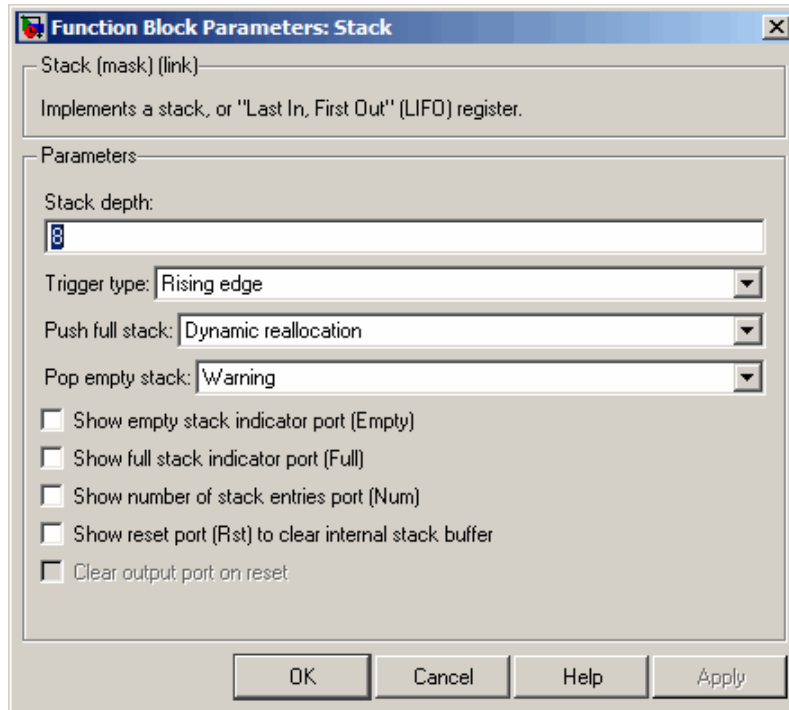 Function Block Parameters: Stack
Stack (mask) (link)
Implements a stack, or "Last In, First Out" (LIFO) register.
Parameters
Stack depth:
8
Trigger type: Rising edge
Push full stack: Dynamic reallocation
Pop empty stack: Warning
Show empty stack indicator port (Empty)
Show full stack indicator port (Full)
Show number of stack entries port (Num)
Show reset port (Rst) to clear internal stack buffer
Clear output port on reset
OK Cancel Help Apply